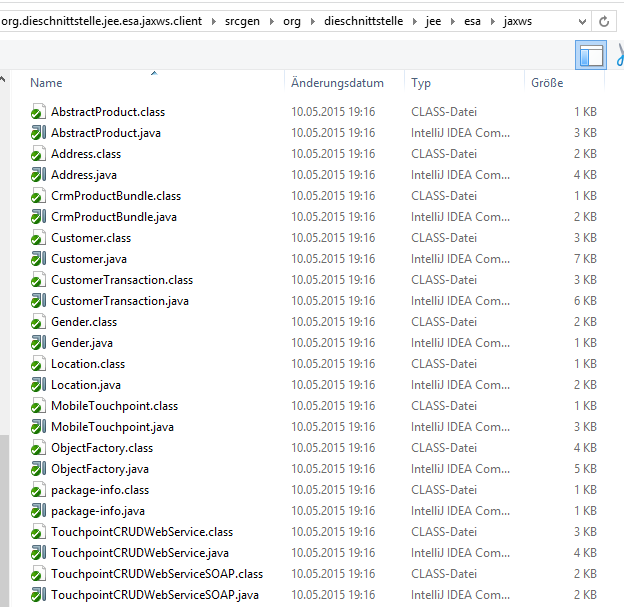 org.dieschnittstelle.jee.esa.jaxws.client srcgen org dieschnittstelle jee esa jaxws
Name Änderungsdatum Typ Größe
AbstractProduct.class 10.05.2015 19:16 CLASS-Datei 1 KB
AbstractProduct.java 10.05.2015 19:16 IntelliJ IDEA Com... 3 KB
Address.class 10.05.2015 19:16 CLASS-Datei 2 KB
Address.java 10.05.2015 19:16 IntelliJ IDEA Com... 4 KB
CrmProductBundle.class 10.05.2015 19:16 CLASS-Datei 1 KB
CrmProductBundle.java 10.05.2015 19:16 IntelliJ IDEA Com... 2 KB
Customer.class 10.05.2015 19:16 CLASS-Datei 3 KB
Customer.java 10.05.2015 19:16 IntelliJ IDEA Com... 7 KB
CustomerTransaction.class 10.05.2015 19:16 CLASS-Datei 3 KB
CustomerTransaction.java 10.05.2015 19:16 IntelliJ IDEA Com... 6 KB
Gender.class 10.05.2015 19:16 CLASS-Datei 2 KB
Gender.java 10.05.2015 19:16 IntelliJ IDEA Com... 1 KB
Location.class 10.05.2015 19:16 CLASS-Datei 1 KB
Location.java 10.05.2015 19:16 IntelliJ IDEA Com... 2 KB
MobileTouchpoint.class 10.05.2015 19:16 CLASS-Datei 1 KB
MobileTouchpoint.java 10.05.2015 19:16 IntelliJ IDEA Com... 3 KB
ObjectFactory.class 10.05.2015 19:16 CLASS-Datei 4 KB
ObjectFactory.java 10.05.2015 19:16 IntelliJ IDEA Com... 5 KB
package-info.class 10.05.2015 19:16 CLASS-Datei 1 KB
package-info.java 10.05.2015 19:16 IntelliJ IDEA Com... 1 KB
TouchpointCRUDWebService.class 10.05.2015 19:16 CLASS-Datei 3 KB
TouchpointCRUDWebService.java 10.05.2015 19:16 IntelliJ IDEA Com... 4 KB
TouchpointCRUDWebServiceSOAP.class 10.05.2015 19:16 CLASS-Datei 2 KB
TouchpointCRUDWebServiceSOAP.java 10.05.2015 19:16 IntelliJ IDEA Com... 2 KB